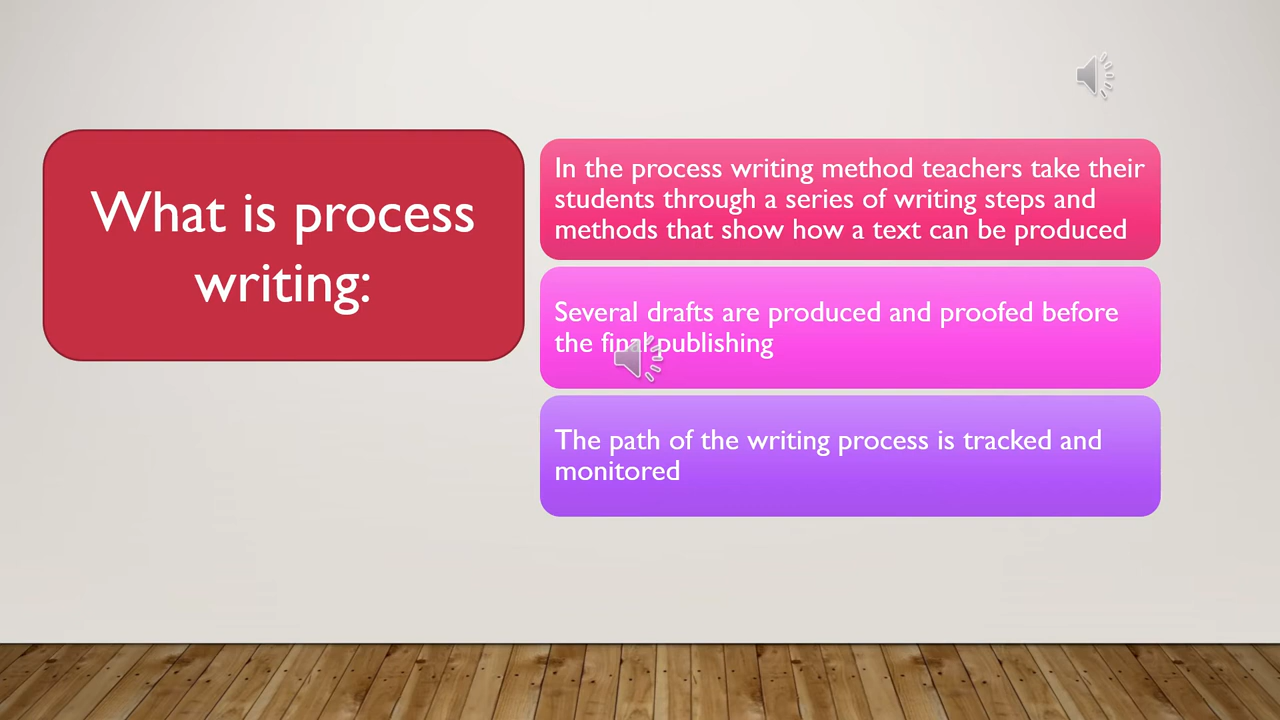 What is process
writing:
In the process writing method teachers take their
students through a series of writing steps and
methods that show how a text can be produced
Several drafts are produced and proofed before
the final publishing
The path of the writing process is tracked and
monitored